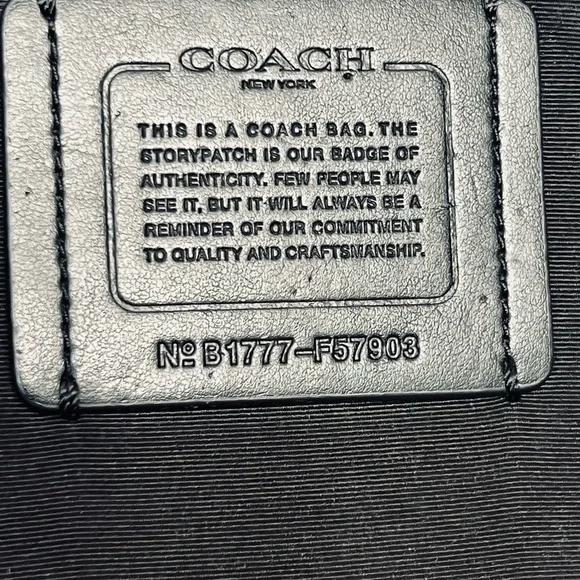 COACH
NEW YORK
THIS IS A COACH BAG. THE
STORYPATCH IS OUR BADGE OF
AUTHENTICITY. FEW PEOPLE MAY
SEE IT, BUT IT WILL ALWAYS BE A
REMINDER OF OUR COMMITMENT
TO QUALITY AND CRAFTSMANSHIP.
Nº B1777-F57903